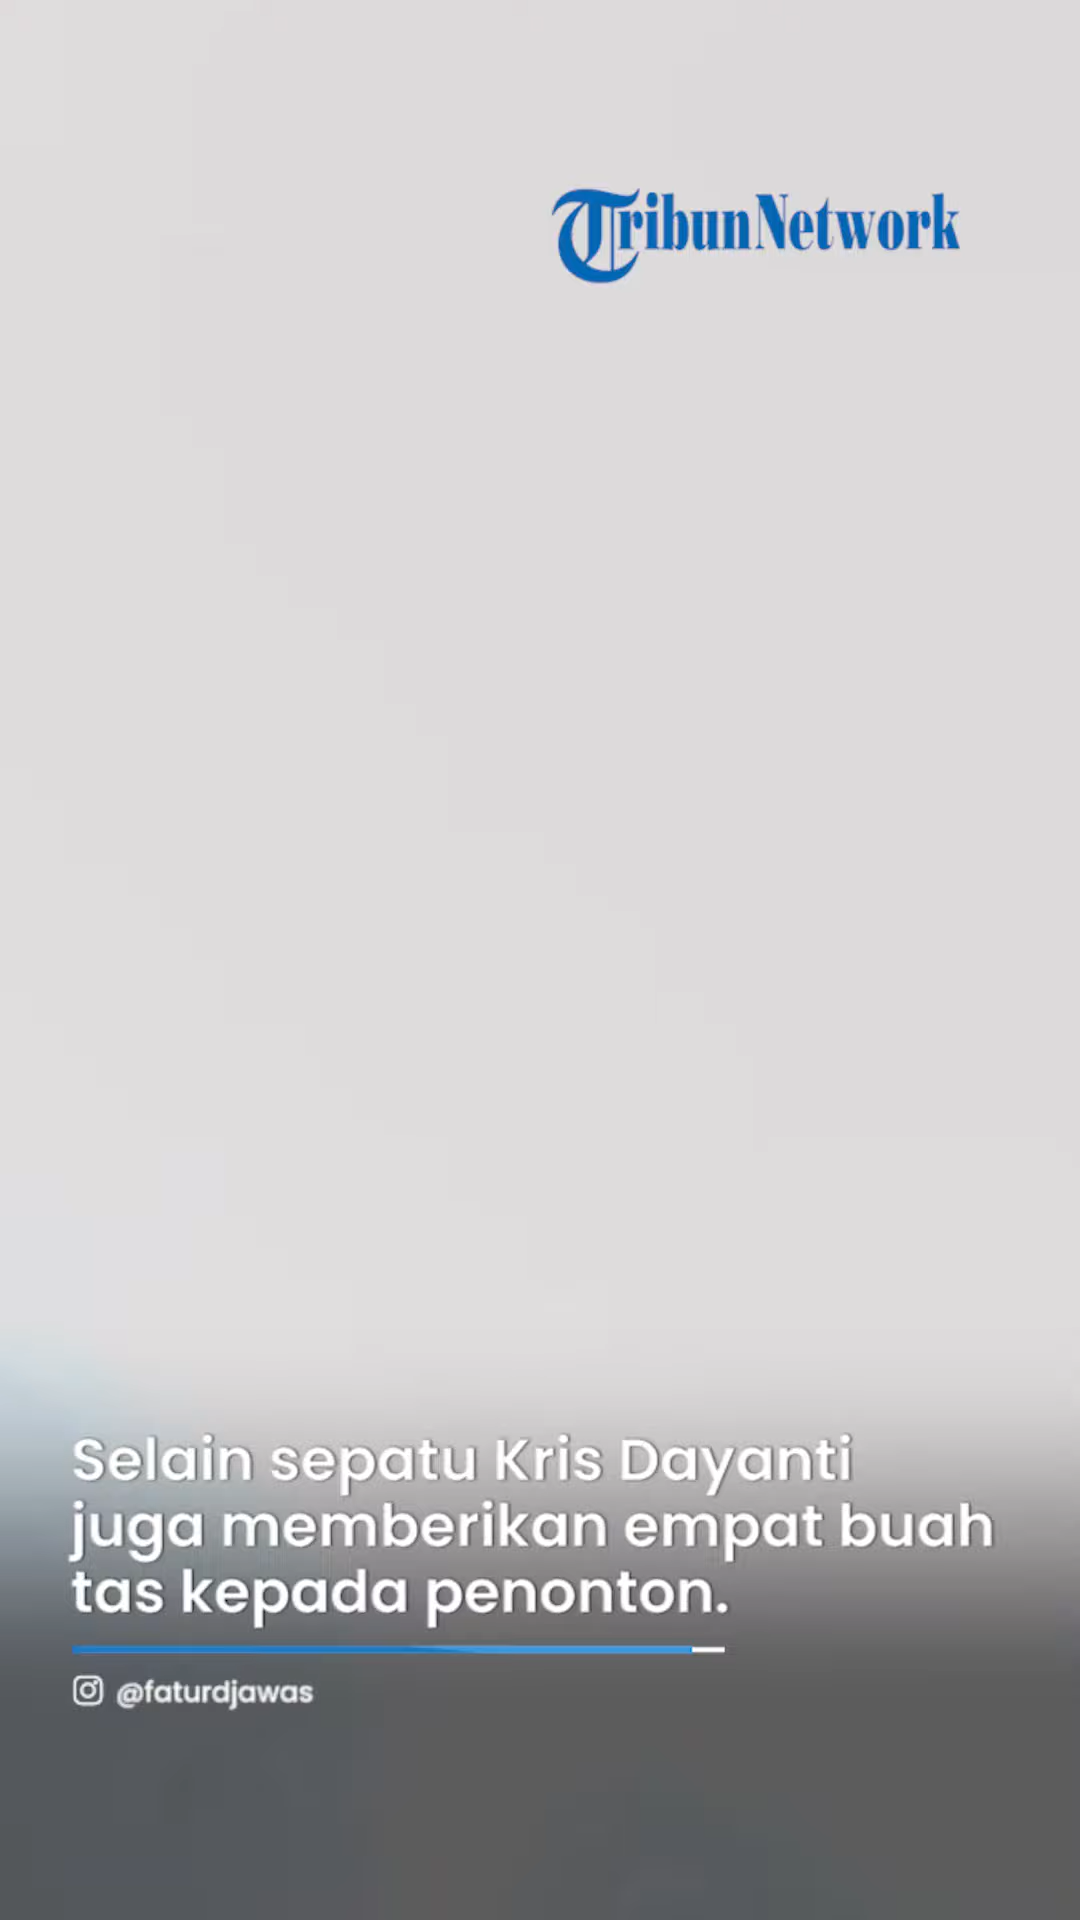 TribunNetwork
Selain sepatu Kris Dayanti
juga memberikan empat buah
tas kepada penonton.
@faturdjawas